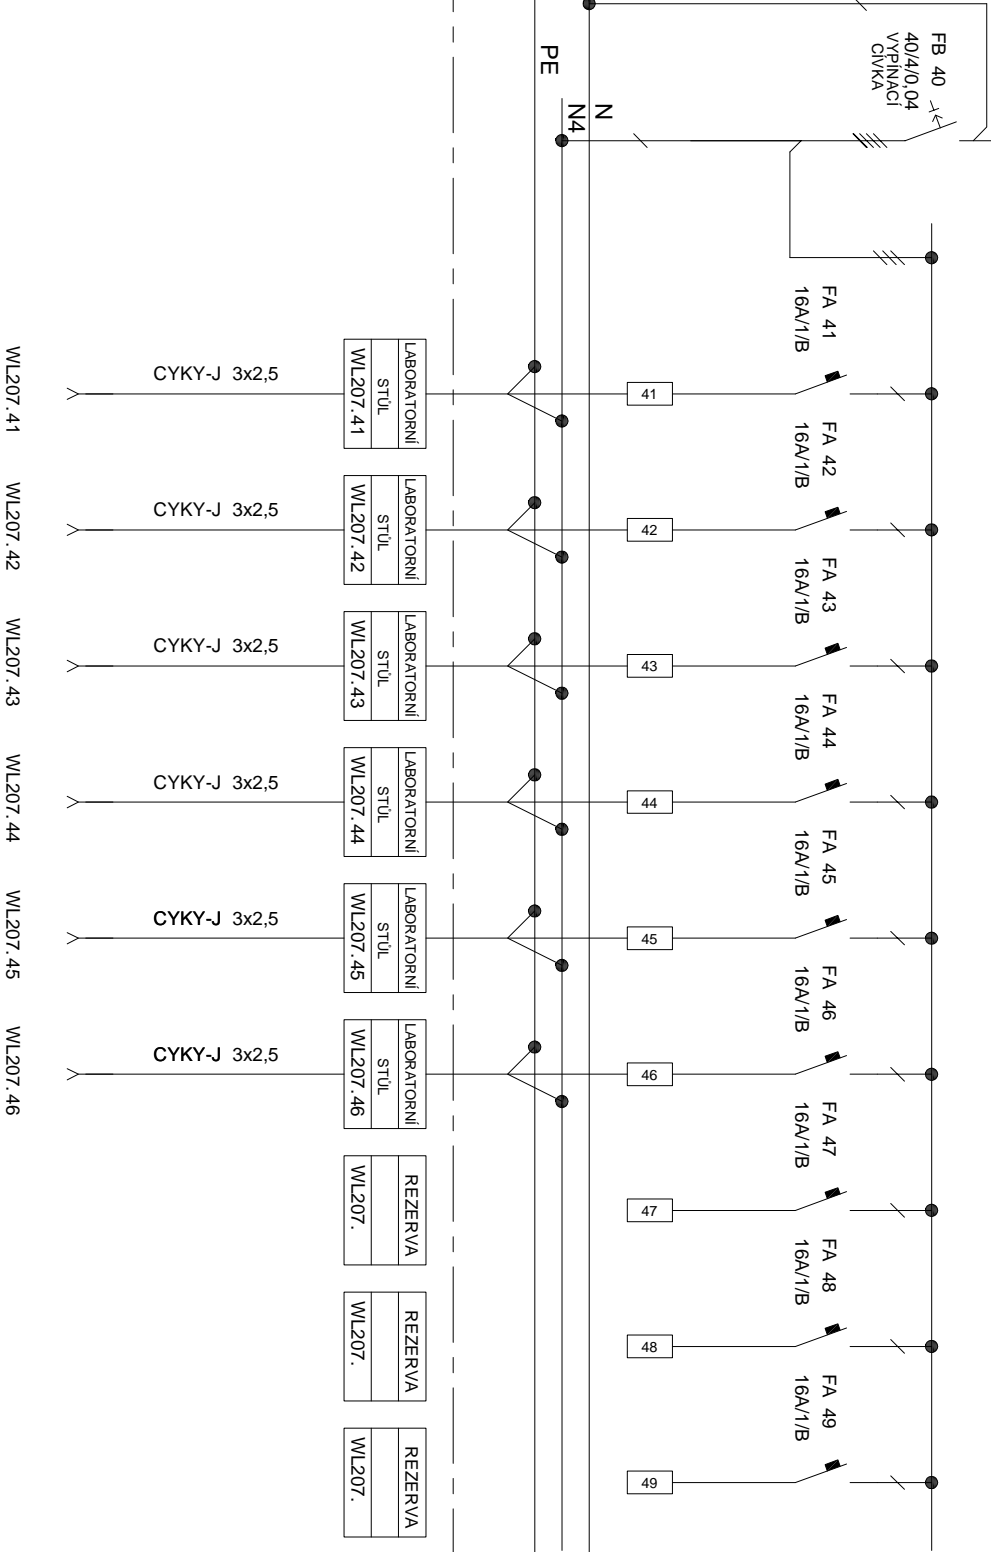 FB 40
40/4/0,04
VYPÍNACÍ
CÍVKA
PE
N4
N
FA 41
16A/1/B
FA 42
16A/1/B
FA 43
16A/1/B
FA 44
16A/1/B
FA 45
16A/1/B
FA 46
16A/1/B
FA 47
16A/1/B
FA 48
16A/1/B
FA 49
16A/1/B
41
42
43
44
45
46
47
48
49
LABORATORNÍ
STŮL
WL207.41
LABORATORNÍ
STŮL
WL207.42
LABORATORNÍ
STŮL
WL207.43
LABORATORNÍ
STŮL
WL207.44
LABORATORNÍ
STŮL
WL207.45
LABORATORNÍ
STŮL
WL207.46
REZERVA
WL207.
REZERVA
WL207.
REZERVA
WL207.
CYKY-J 3x2,5
CYKY-J 3x2,5
CYKY-J 3x2,5
CYKY-J 3x2,5
CYKY-J 3x2,5
CYKY-J 3x2,5
WL207.41
WL207.42
WL207.43
WL207.44
WL207.45
WL207.46